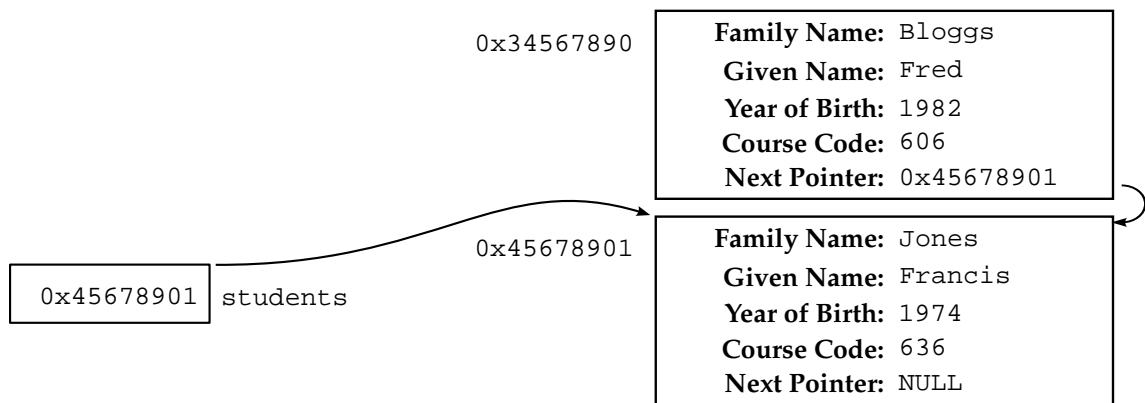 0x34567890
Family Name: Bloggs
Given Name: Fred
Year of Birth: 1982
Course Code: 606
Next Pointer: 0x45678901
0x45678901
Family Name: Jones
Given Name: Francis
Year of Birth: 1974
Course Code: 636
Next Pointer: NULL
0x45678901 students